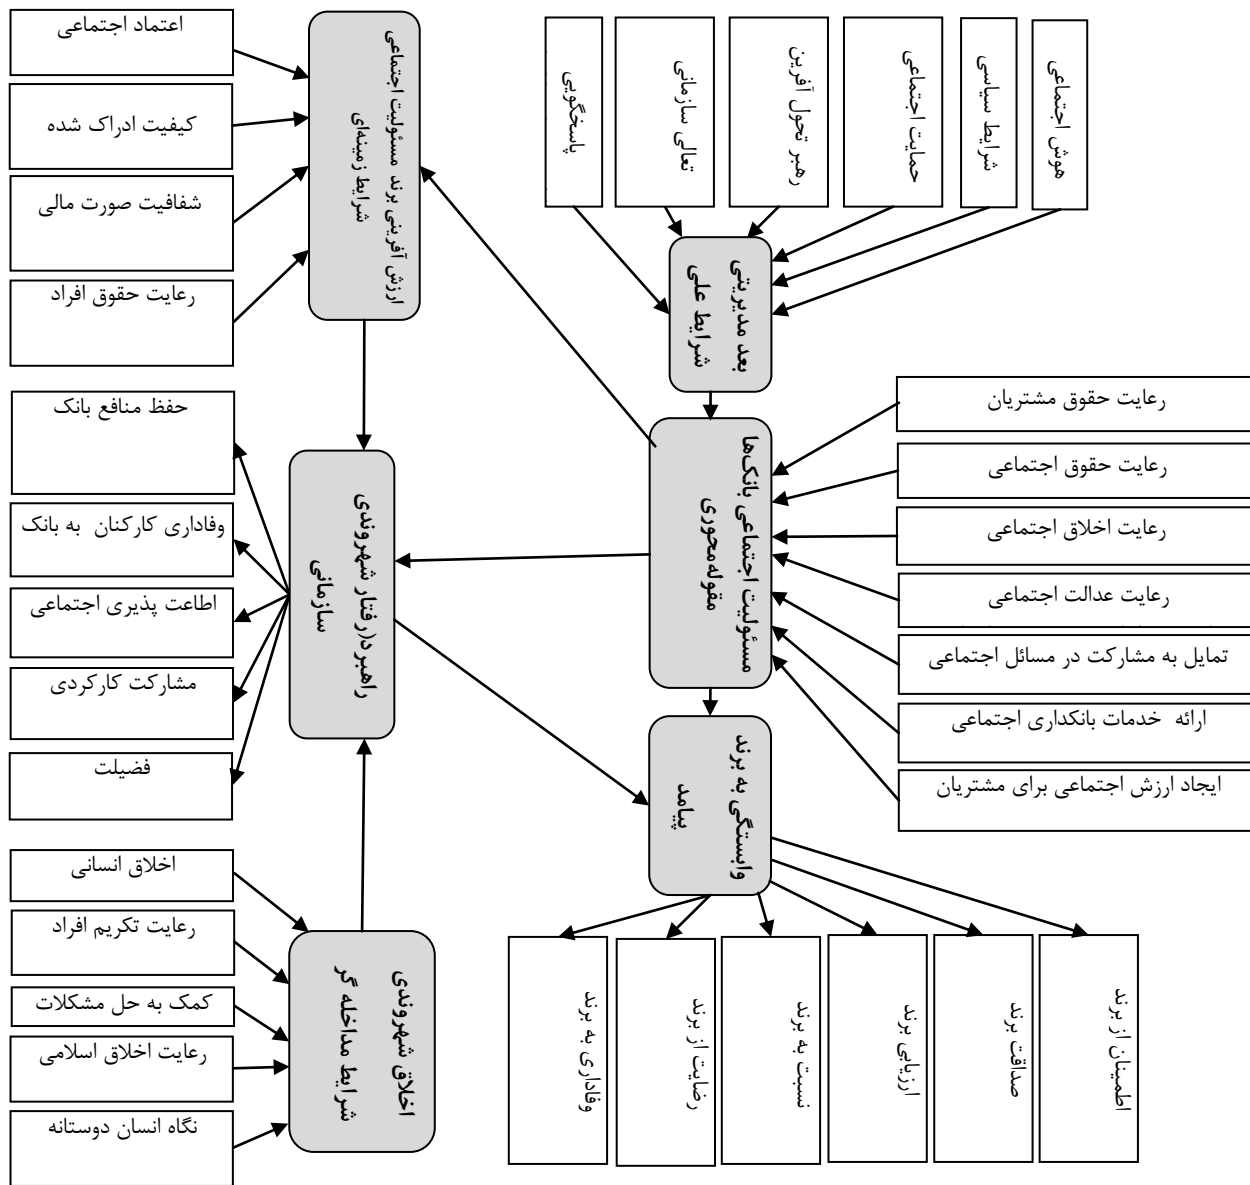 هوش اجتماعی
شرایط سیاسی
حمایت اجتماعی
رهبر تحول آفرین
تعالی سازمانی
پاسخگویی
بعد مدیریتی
شرایط علی
رعایت حقوق مشتریان
رعایت حقوق اجتماعی
رعایت اخلاق اجتماعی
رعایت عدالت اجتماعی
تمایل به مشارکت در مسائل اجتماعی
ارائه خدمات بانکداری اجتماعی
ایجاد ارزش اجتماعی برای مشتریان
مسئولیت اجتماعی بانک‌ها
مقوله‌محوری
وابستگی به برند
پیامد
اطمینان از برند
صداقت برند
ارزیابی برند
نسبت به برند
رضایت از برند
وفاداری به برند
ارزش آفرینی برند مسئولیت اجتماعی
شرایط زمینه‌ای
اعتماد اجتماعی
کیفیت ادراک شده
شفافیت صورت مالی
رعایت حقوق افراد
راهبرد(رفتار شهروندی
سازمانی
حفظ منافع بانک
وفاداری کارکنان به بانک
اطاعت پذیری اجتماعی
مشارکت کارکردی
فضیلت
اخلاق شهروندی
شرایط مداخله گر
اخلاق انسانی
رعایت تکریم افراد
کمک به حل مشکلات
رعایت اخلاق اسلامی
نگاه انسان دوستانه